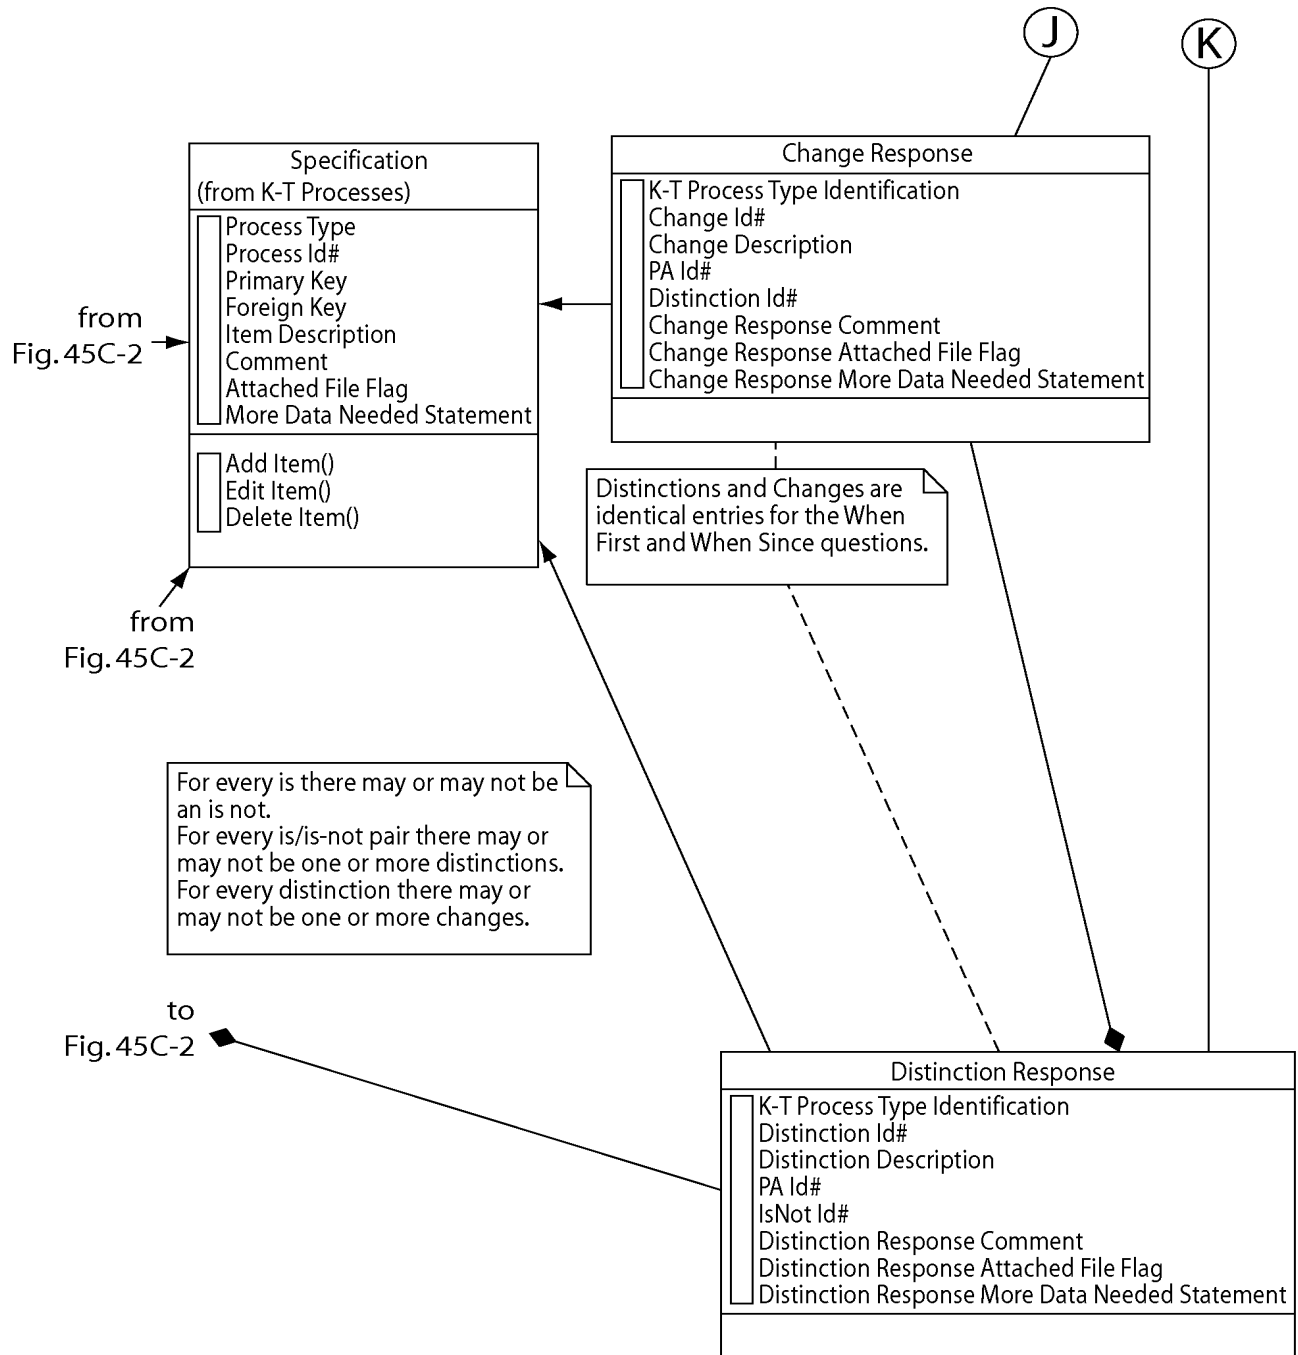 J
K
Specification
(from K-T Processes)
Process Type
Process Id#
Primary Key
Foreign Key
Item Description
Comment
Attached File Flag
More Data Needed Statement
Add Item()
Edit Item()
Delete Item()
Change Response
K-T Process Type Identification
Change Id#
Change Description
PA Id#
Distinction Id#
Change Response Comment
Change Response Attached File Flag
Change Response More Data Needed Statement
from
Fig. 45C-2
Distinctions and Changes are
identical entries for the When
First and When Since questions.
from
Fig. 45C-2
For every is there may or may not be
an is not.
For every is/is-not pair there may or
may not be one or more distinctions.
For every distinction there may or
may not be one or more changes.
to
Fig. 45C-2
Distinction Response
K-T Process Type Identification
Distinction Id#
Distinction Description
PA Id#
IsNot Id#
Distinction Response Comment
Distinction Response Attached File Flag
Distinction Response More Data Needed Statement